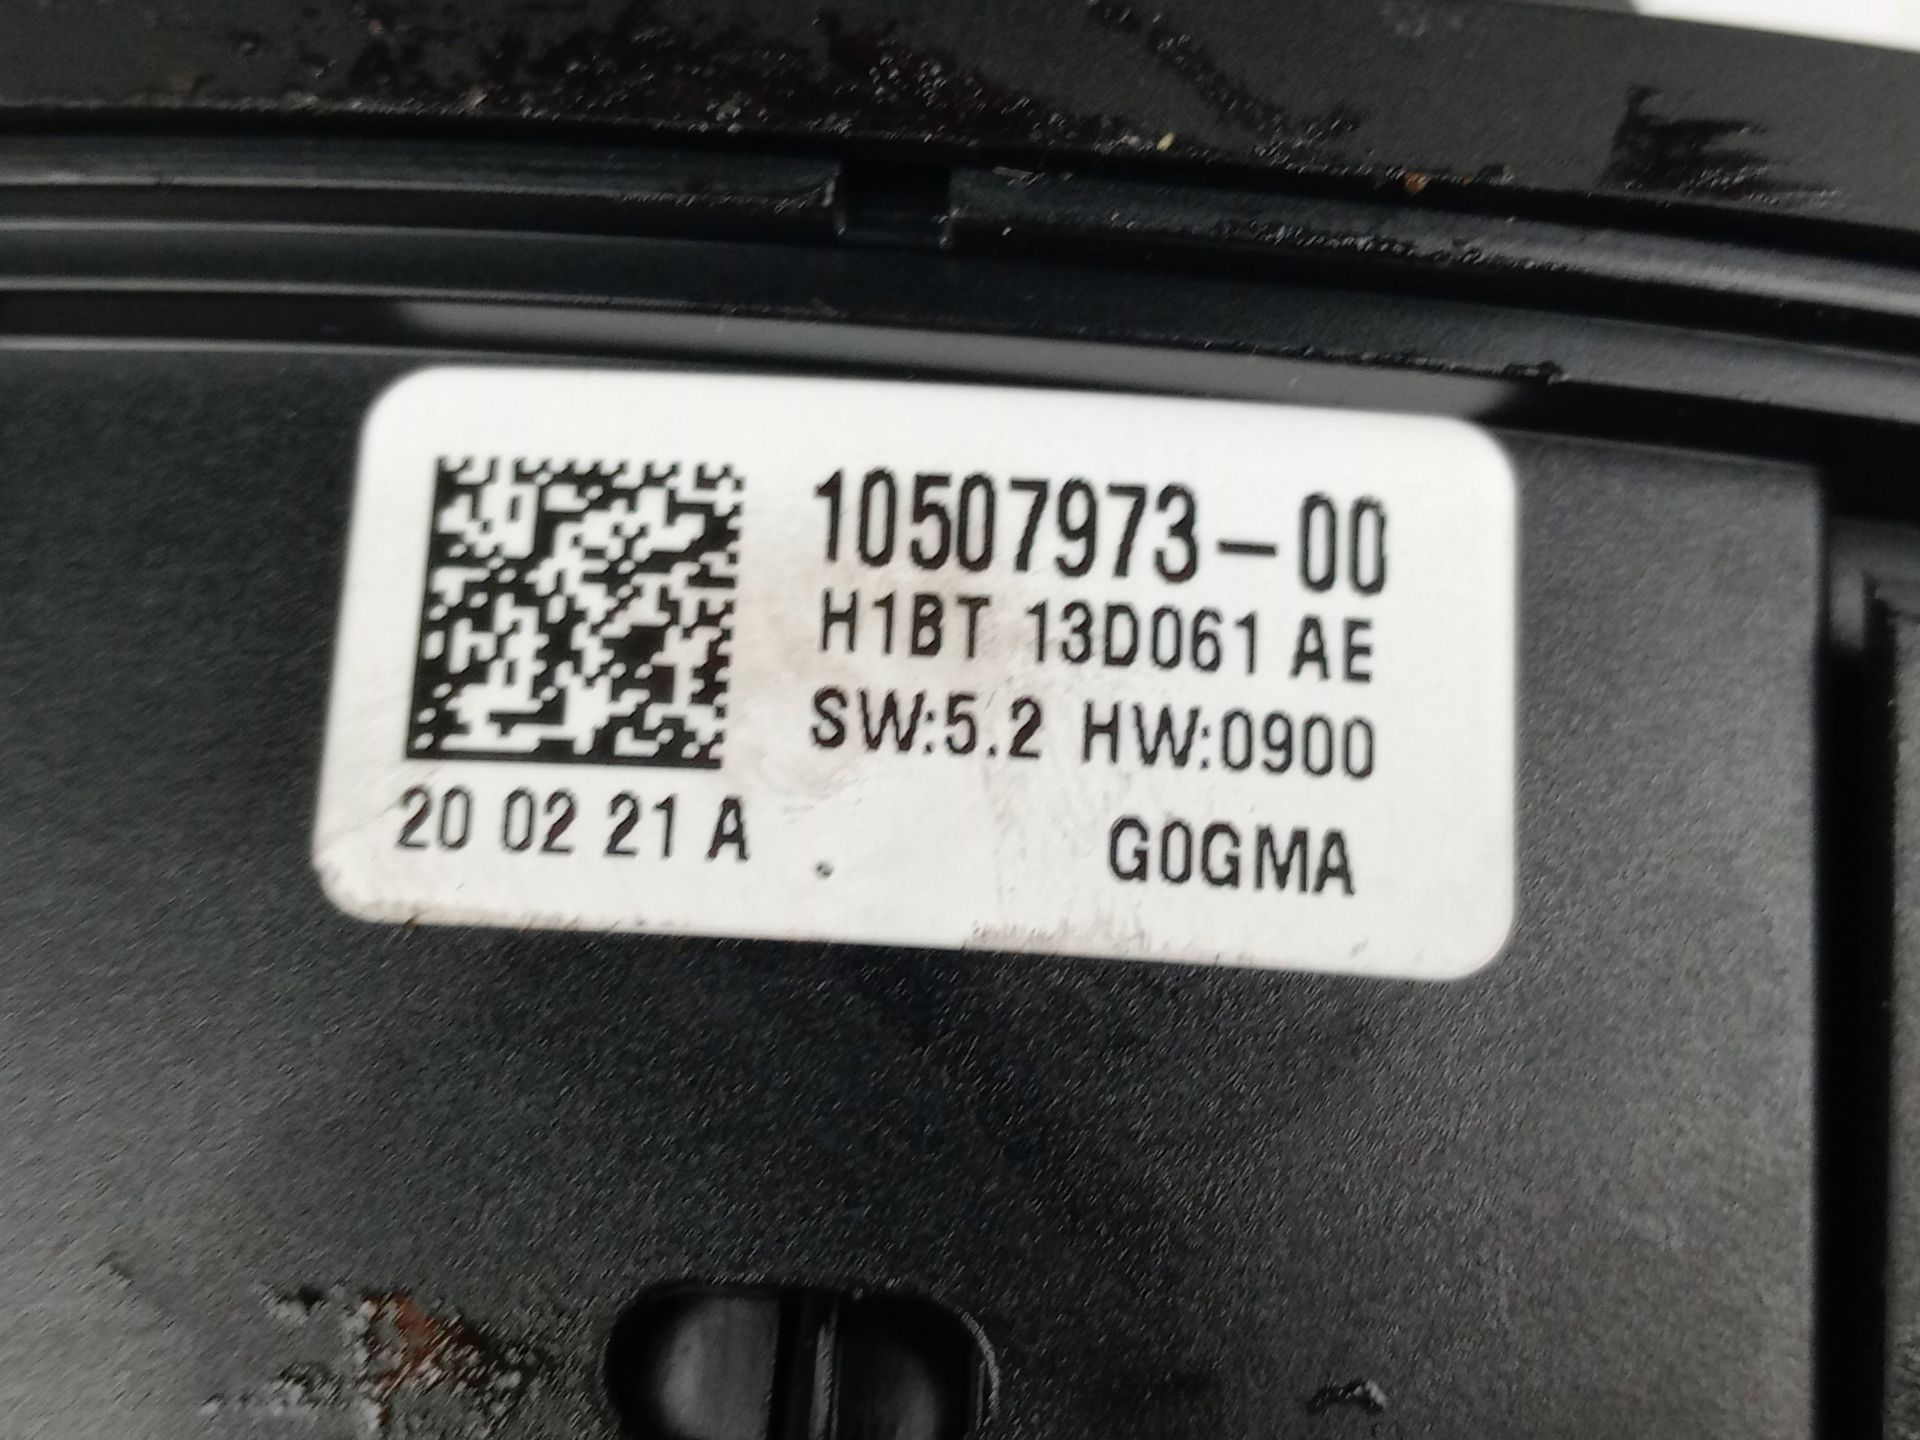 10507973-00
H1BT 13D061 AE
SW:5.2 HW:0900
20 02 21 A
G0GMA